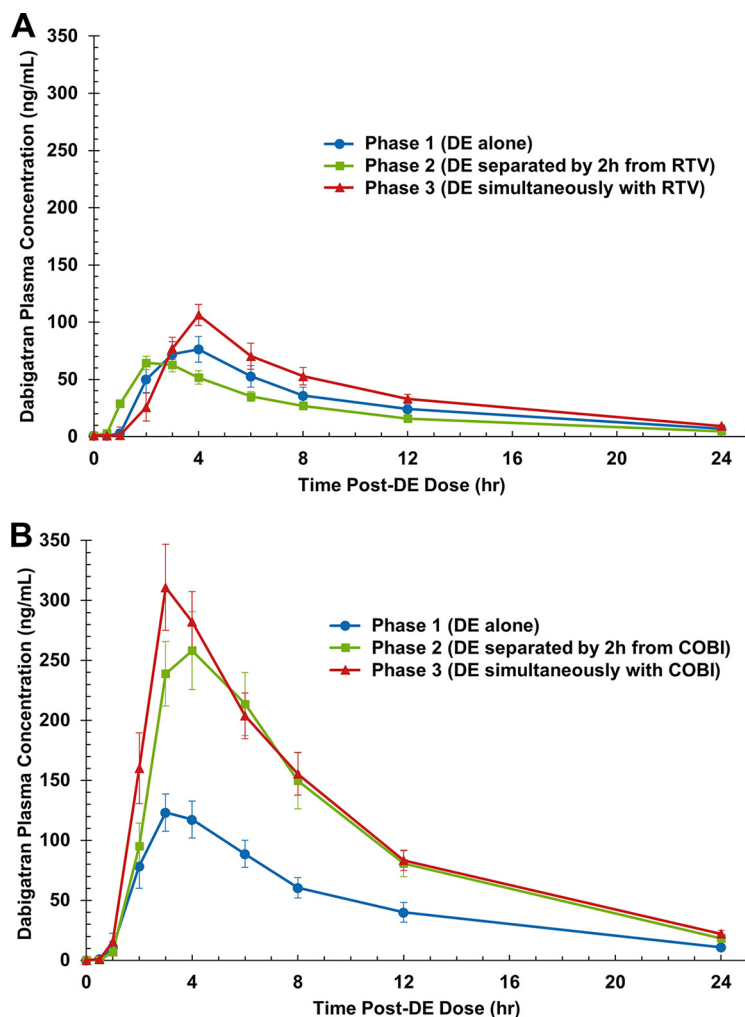 A
350
300
250
200
150
100
50
0
Dabigatran Plasma Concentration (ng/mL)
Phase 1 (DE alone)
Phase 2 (DE separated by 2h from RTV)
Phase 3 (DE simultaneously with RTV)
0 4 8 12 16 20 24
Time Post-DE Dose (hr)
B
350
300
250
200
150
100
50
0
Dabigatran Plasma Concentration (ng/mL)
Phase 1 (DE alone)
Phase 2 (DE separated by 2h from COBI)
Phase 3 (DE simultaneously with COBI)
0 4 8 12 16 20 24
Time Post-DE Dose (hr)